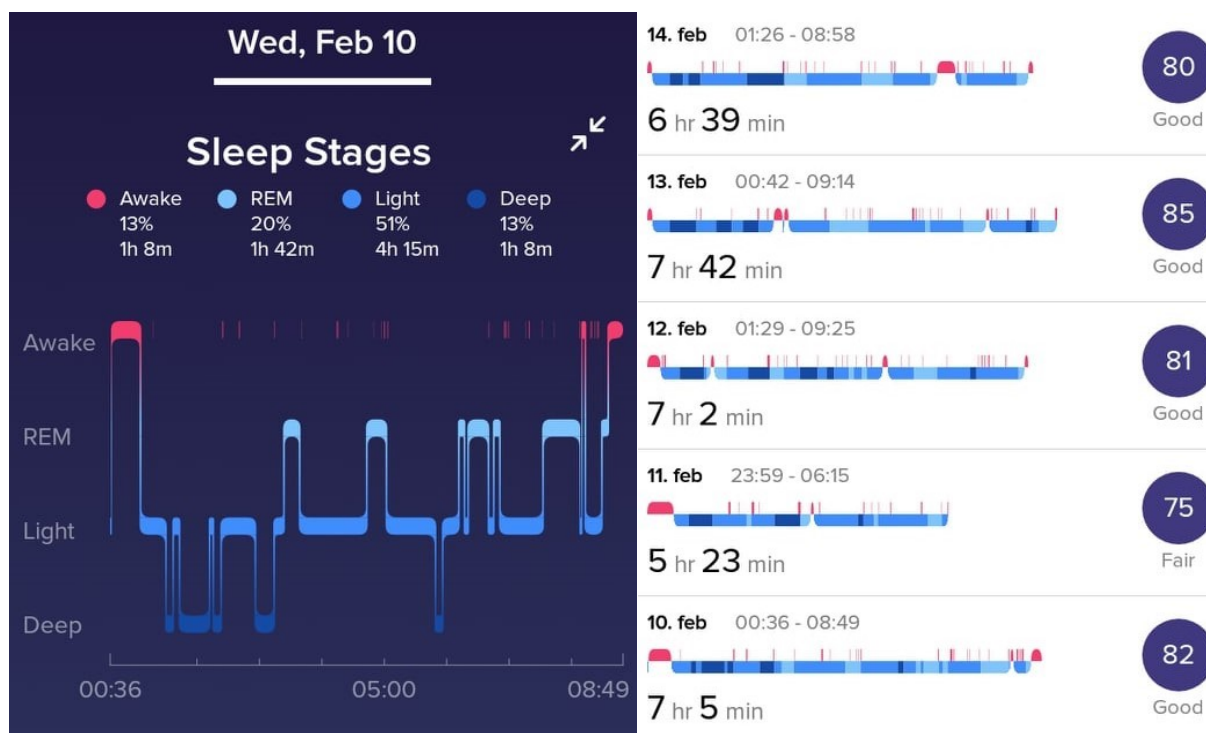 Wed, Feb 10
Sleep Stages
Awake REM Light Deep
13% 20% 51% 13%
1h 8m 1h 42m 4h 15m 1h 8m
Awake
REM
Light
Deep
00:36 05:00 08:49
14. feb 01:26 - 08:58
80
Good
6 hr 39 min
13. feb 00:42 - 09:14
85
Good
7 hr 42 min
12. feb 01:29 - 09:25
81
Good
7 hr 2 min
11. feb 23:59 - 06:15
75
Fair
5 hr 23 min
10. feb 00:36 - 08:49
82
Good
7 hr 5 min